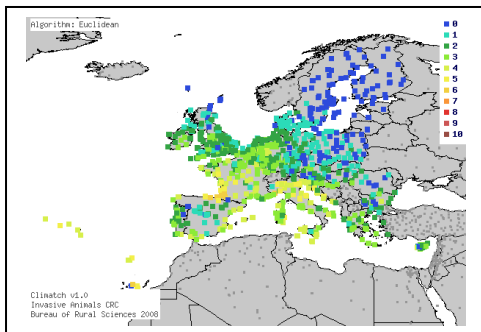 Algorithm: Euclidean
0
1
2
3
4
5
6
7
8
9
10
Climatch v1.0
Invasive Animals CRC
Bureau of Rural Sciences 2008